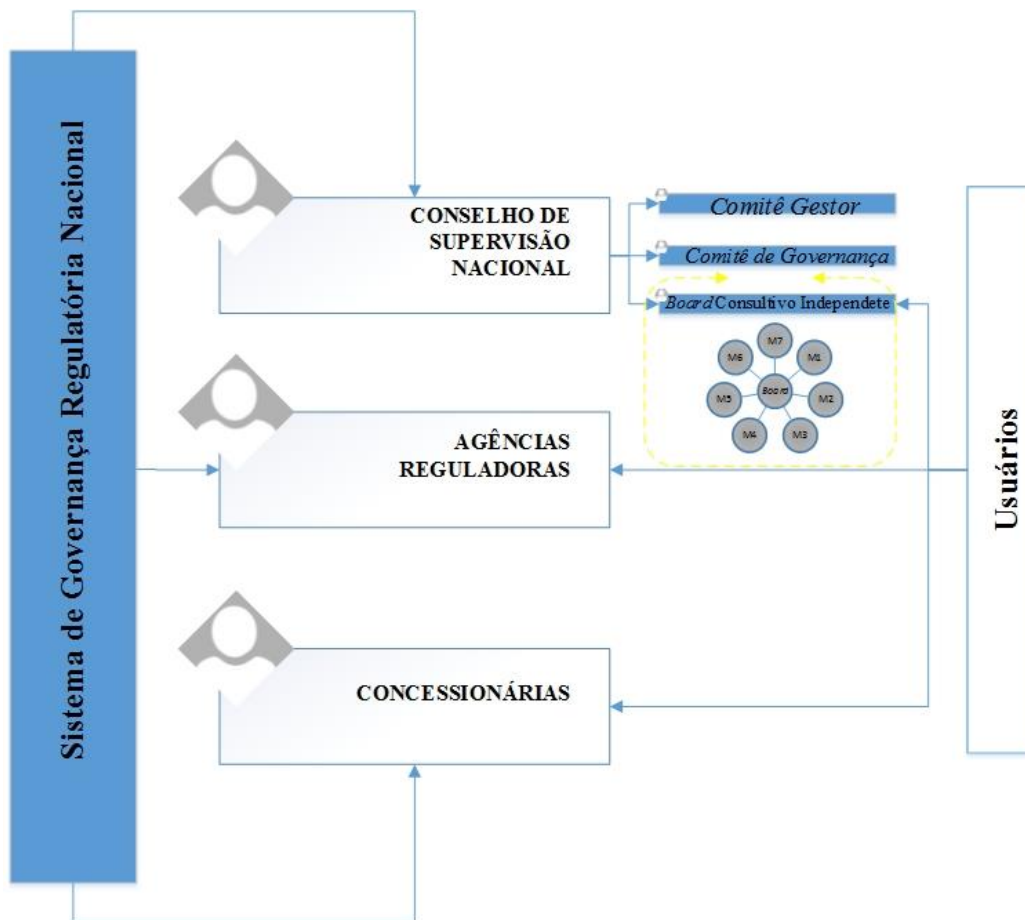 Sistema de Governança Regulatória Nacional
CONSELHO DE
SUPERVISÃO
NACIONAL
Comitê Gestor
Comitê de Governança
Board Consultivo Independete
M7
M6
M1
M5
Board
M2
M4
M3
AGÊNCIAS
REGULADORAS
CONCESSIONÁRIAS
Usuários